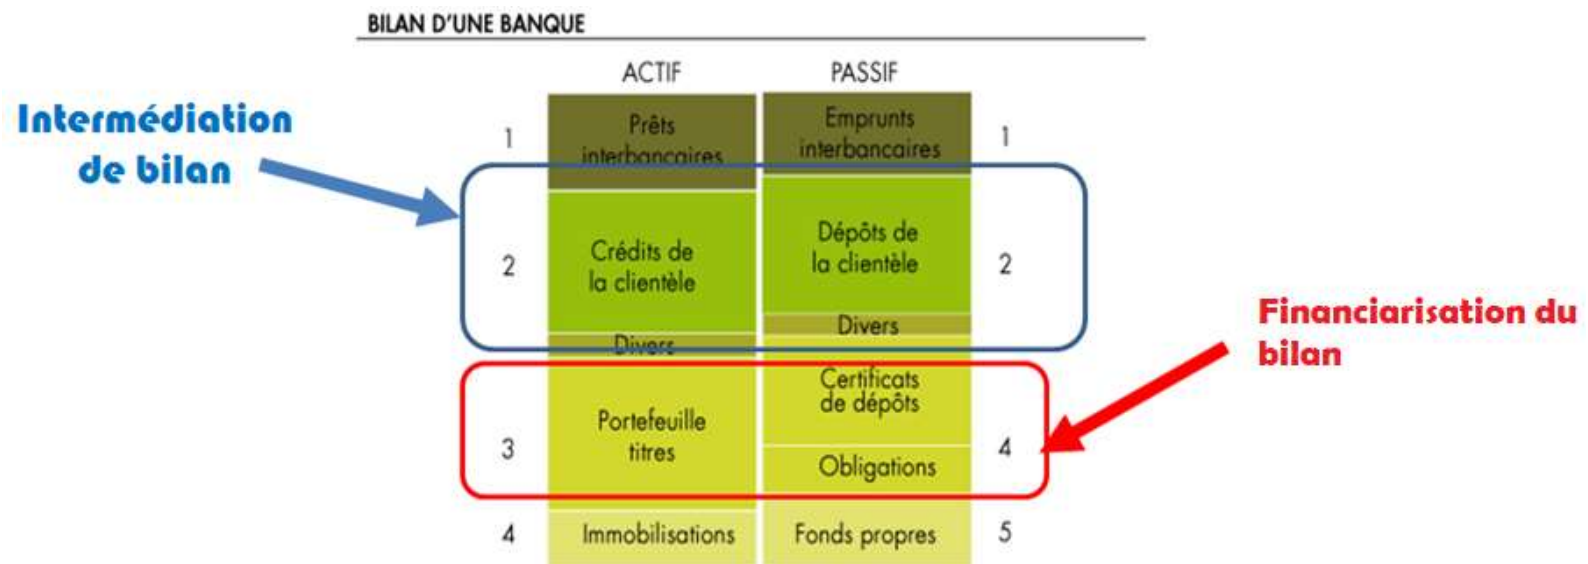 BILAN D'UNE BANQUE
ACTIF PASSIF
Intermédiation
de bilan
1
Prêts
interbancaires
Emprunts
interbancaires
1
2
Crédits de
la clientèle
Dépôts de
la clientèle
2
Divers
Divers
Financiarisation du
bilan
3
Portefeuille
titres
Certificats
de dépôts
Obligations
4
4
Immobilisations
Fonds propres
5